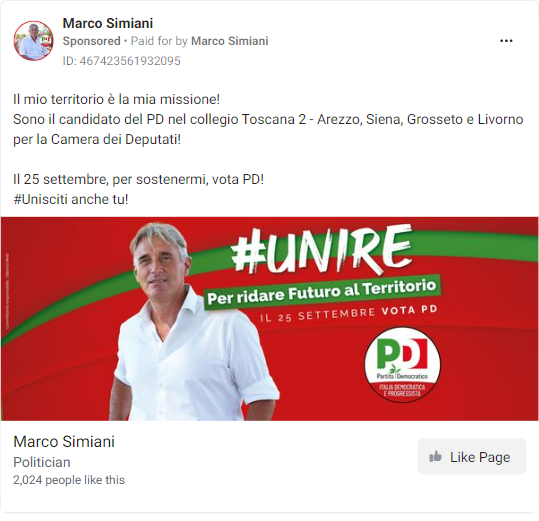 Marco Simiani
Sponsored • Paid for by Marco Simiani
ID: 467423561932095
Il mio territorio è la mia missione!
Sono il candidato del PD nel collegio Toscana 2 - Arezzo, Siena, Grosseto e Livorno
per la Camera dei Deputati!
Il 25 settembre, per sostenermi, vota PD!
#Unisciti anche tu!
#UNIRE
Per ridare Futuro al Territorio
IL 25 SETTEMBRE VOTA PD
PD
Partito Democratico
ITALIA DEMOCRATICA
E PROGRESSISTA
Marco Simiani
Politician
2,024 people like this
Like Page